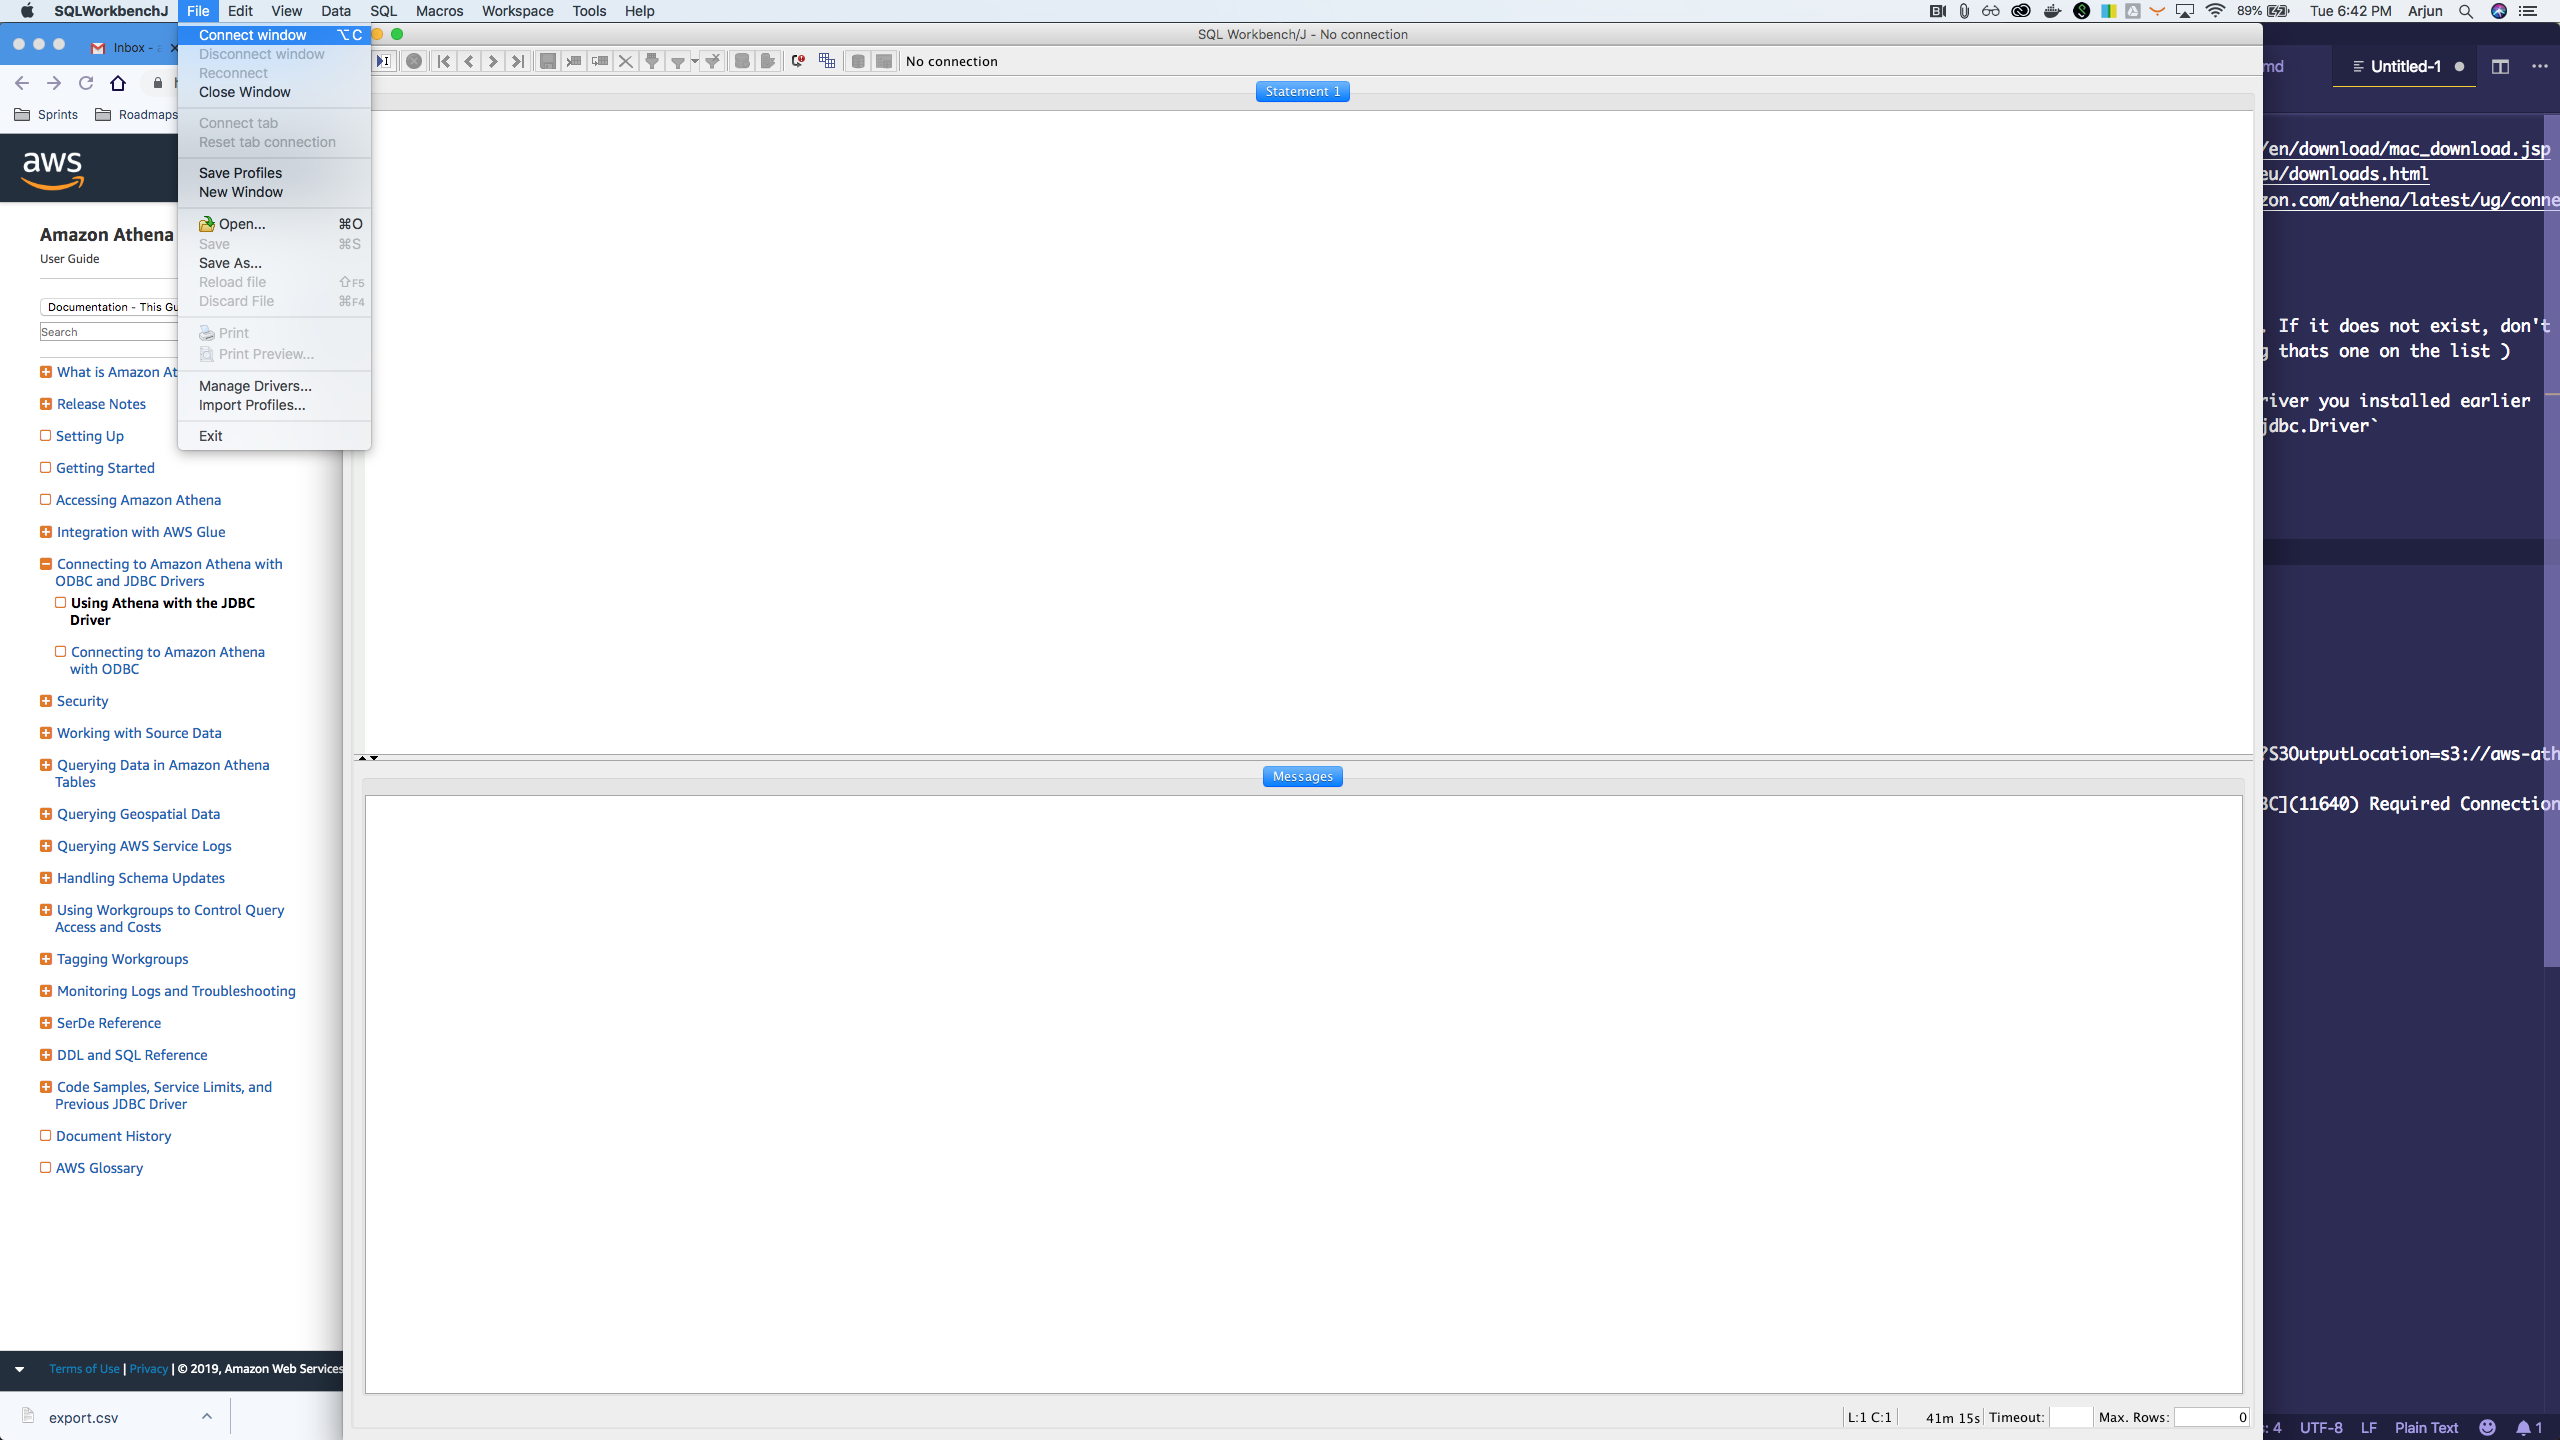 SQLWorkbenchJ File Edit View Data SQL Macros Workspace Tools Help
89% Tue 6:42 PM Arjun
Inbox -
Sprints Roadmaps
aws
Amazon Athena
User Guide
Documentation - This Gu
Search
What is Amazon At
Release Notes
Setting Up
Getting Started
Accessing Amazon Athena
Integration with AWS Glue
Connecting to Amazon Athena with
ODBC and JDBC Drivers
Using Athena with the JDBC
Driver
Connecting to Amazon Athena
with ODBC
Security
Working with Source Data
Querying Data in Amazon Athena
Tables
Querying Geospatial Data
Querying AWS Service Logs
Handling Schema Updates
Using Workgroups to Control Query
Access and Costs
Tagging Workgroups
Monitoring Logs and Troubleshooting
SerDe Reference
DDL and SQL Reference
Code Samples, Service Limits, and
Previous JDBC Driver
Document History
AWS Glossary
Terms of Use | Privacy | © 2019, Amazon Web Services
export.csv
Connect window ⌥C
Disconnect window
Reconnect
Close Window
Connect tab
Reset tab connection
Save Profiles
New Window
Open... ⌘O
Save ⌘S
Save As...
Reload file ⇧F5
Discard File ⌘F4
Print
Print Preview...
Manage Drivers...
Import Profiles...
Exit
SQL Workbench/J - No connection
No connection
Statement 1
Messages
L:1 C:1 41m 15s Timeout: Max. Rows: 0
md Untitled-1
/en/download/mac_download.jsp
eu/downloads.html
zon.com/athena/latest/ug/conne
. If it does not exist, don't
g thats one on the list )
river you installed earlier
jdbc.Driver`
?S3OutputLocation=s3://aws-ath
BC](11640) Required Connection
: 4 UTF-8 LF Plain Text 1